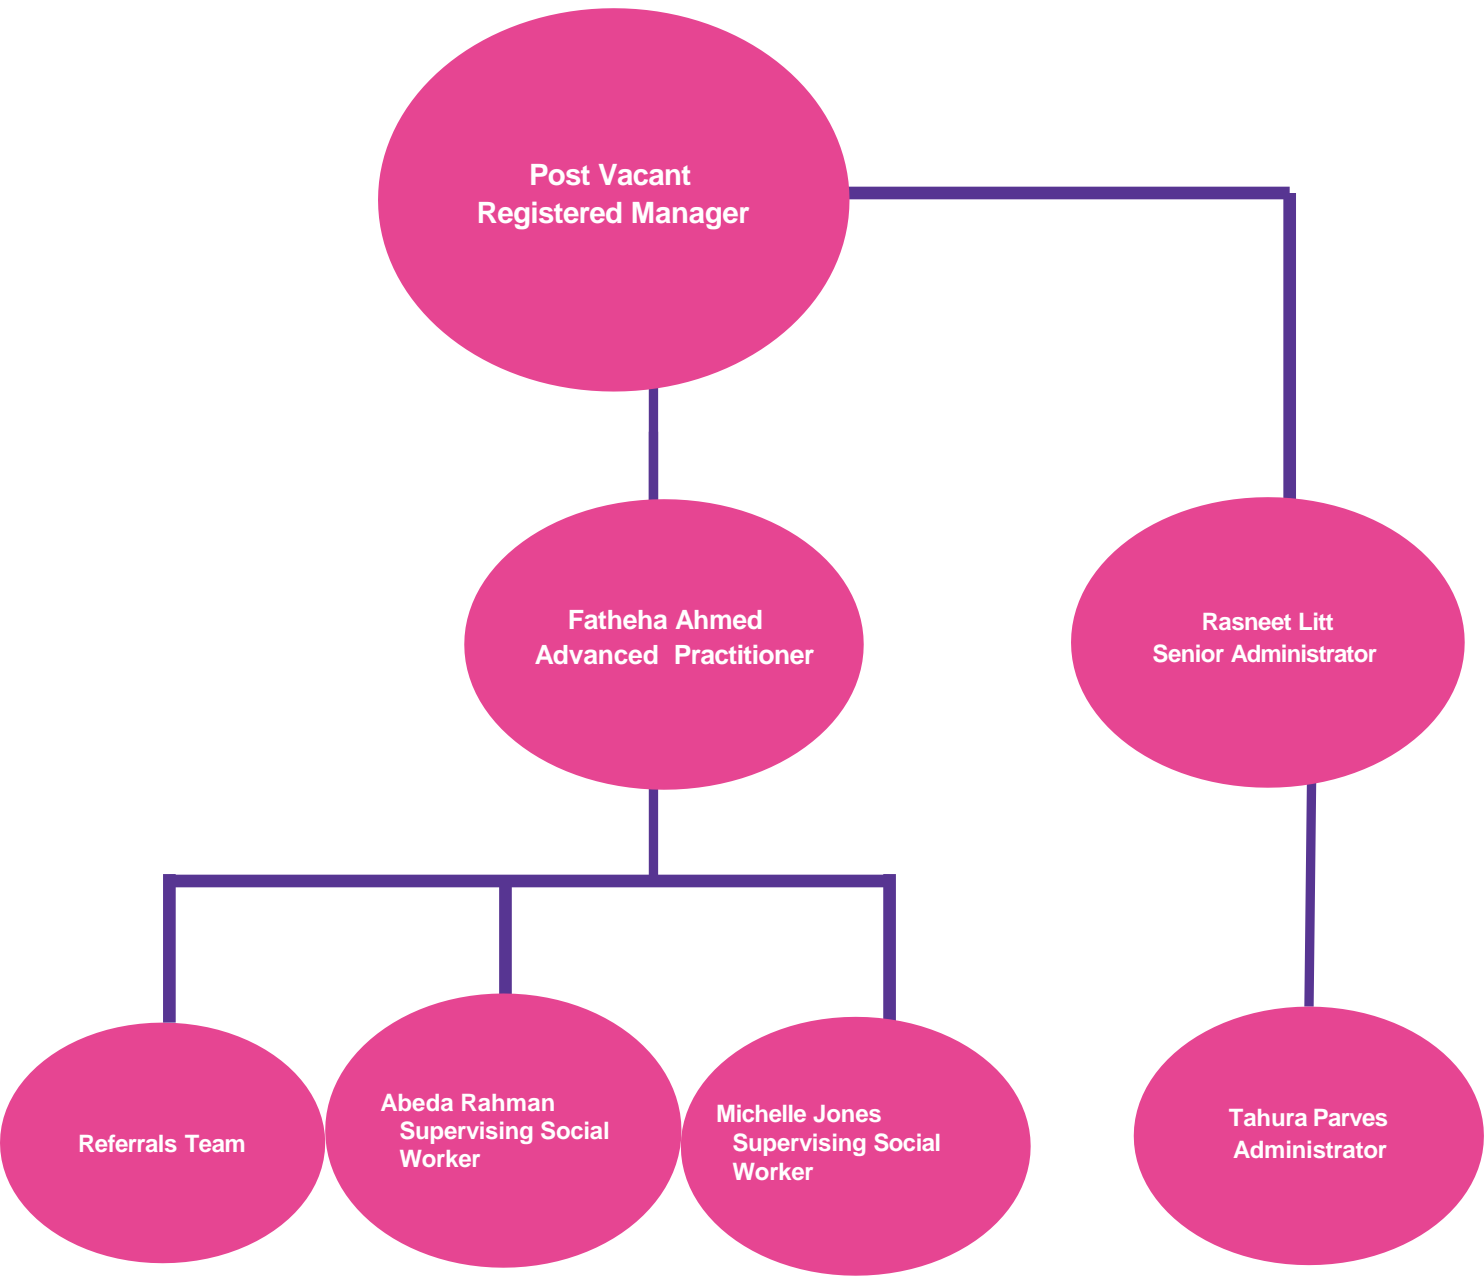 Post Vacant
Registered Manager
Fatheha Ahmed
Advanced Practitioner
Rasneet Litt
Senior Administrator
Referrals Team
Abeda Rahman
Supervising Social
Worker
Michelle Jones
Supervising Social
Worker
Tahura Parves
Administrator